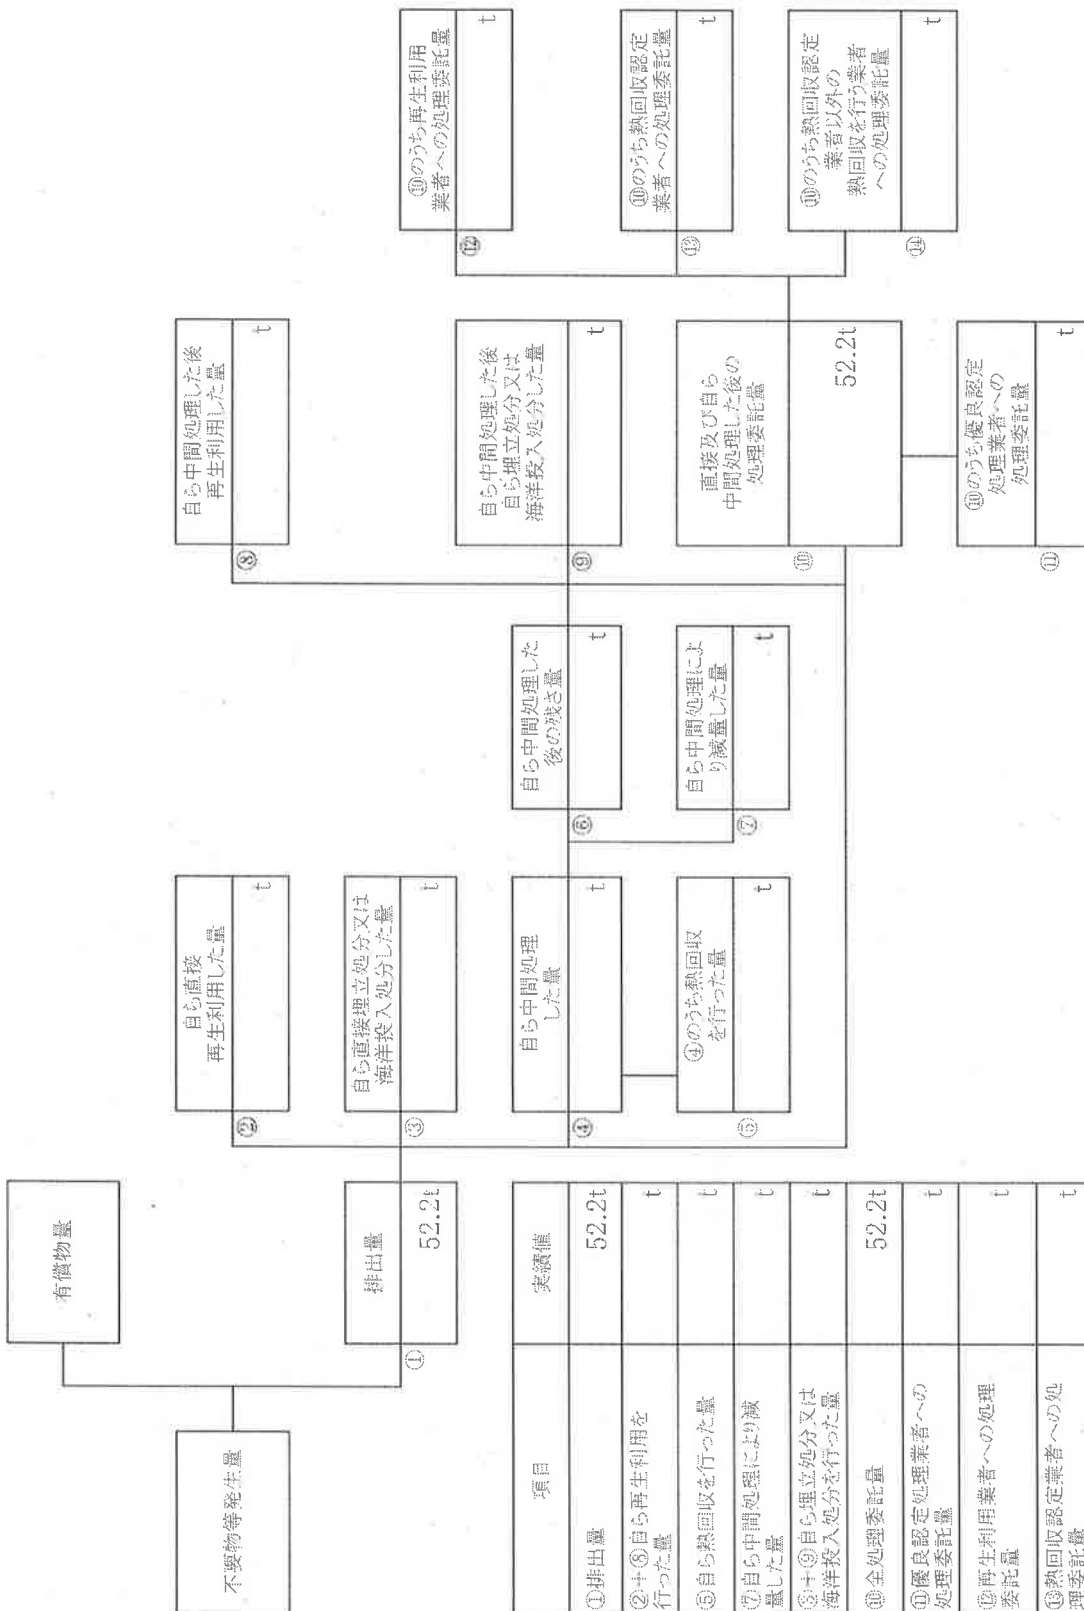 不要物等発生量
有償物量
排出量
① 52.2t
自ら直接
再生利用した量
② t
自ら直接埋立処分又は
海洋投入処分した量
③ t
自ら中間処理
した量
④ t
④のうち熱回収
を行った量
⑤ t
自ら中間処理した
後の残さ量
⑥ t
自ら中間処理によ
り減量した量
⑦ t
自ら中間処理した後
再生利用した量
⑧ t
自ら中間処理した後
自ら埋立処分又は
海洋投入処分した量
⑨ t
直接及び自ら
中間処理した後の
処理委託量
⑩ 52.2t
⑩のうち優良認定
処理業者への
処理委託量
⑪ t
⑩のうち再生利用
業者への処理委託量
⑫ t
⑩のうち熱回収認定
業者への処理委託量
⑬ t
⑩のうち熱回収認定
業者以外の
熱回収を行う業者
への処理委託量
⑭ t
項目 実績値
①排出量 52.2t
②+⑧自ら再生利用を
行った量 t
⑤自ら熱回収を行った量 t
⑦自ら中間処理により減
量した量 t
③+⑨自ら埋立処分又は
海洋投入処分を行った量 t
⑩全処理委託量 52.2t
⑪優良認定処理業者への
処理委託量 t
⑫再生利用業者への処理
委託量 t
⑬熱回収認定業者への処
理委託量 t